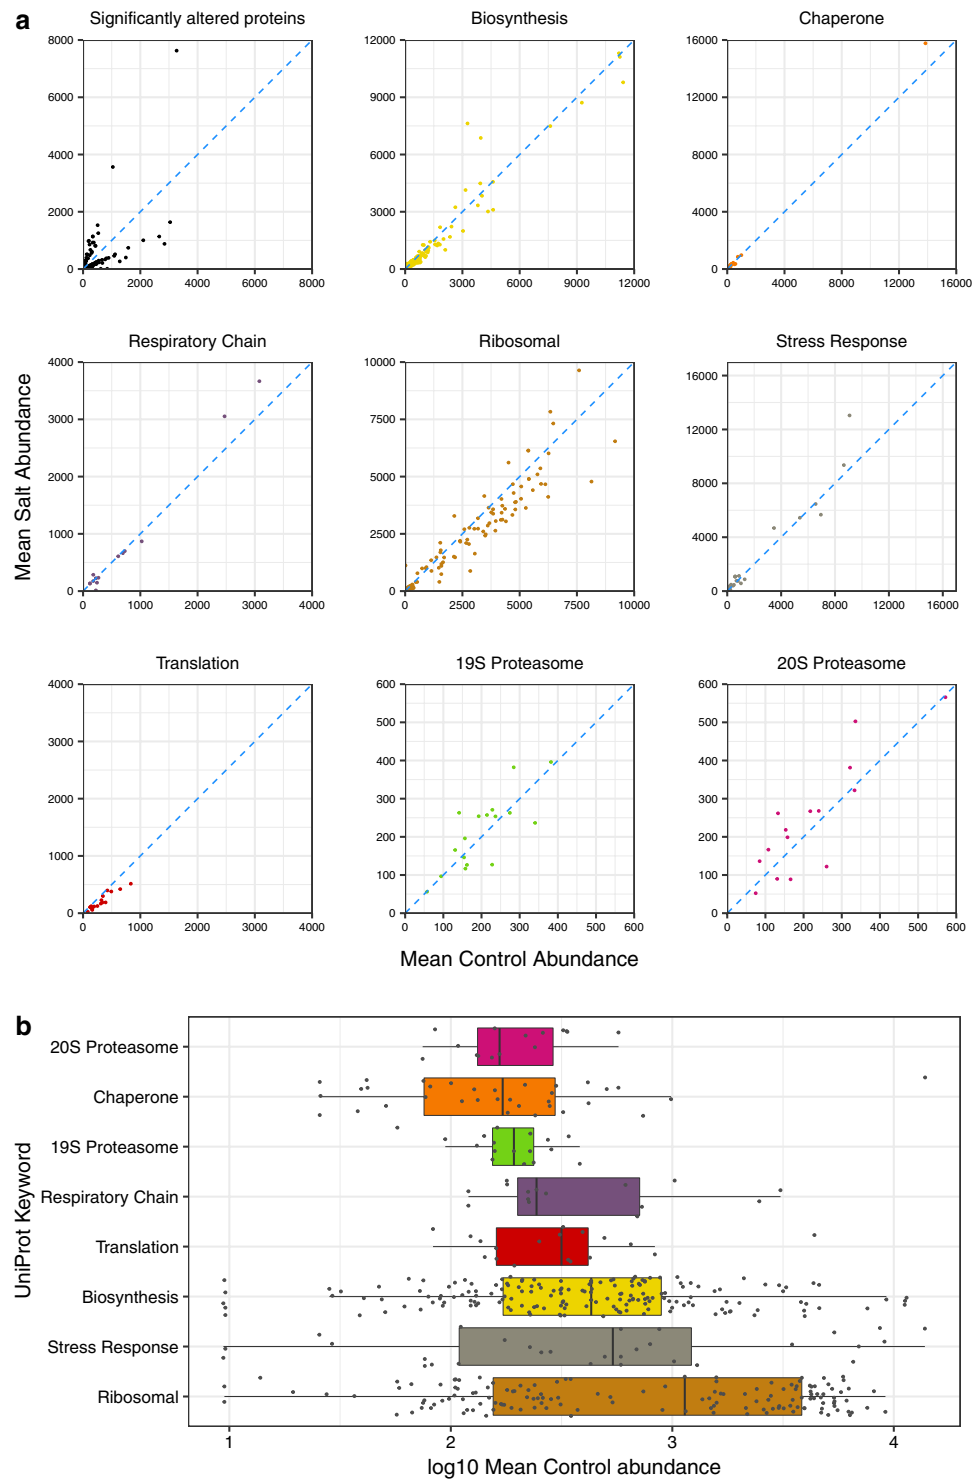 a
Significantly altered proteins
Biosynthesis
Chaperone
8000
6000
4000
2000
0
0 2000 4000 6000 8000
12000
9000
6000
3000
0
0 3000 6000 9000 12000
16000
12000
8000
4000
0
0 4000 8000 12000 16000
Mean Salt Abundance
Respiratory Chain
Ribosomal
Stress Response
4000
3000
2000
1000
0
0 1000 2000 3000 4000
10000
7500
5000
2500
0
0 2500 5000 7500 10000
16000
12000
8000
4000
0
0 4000 8000 12000 16000
Translation
19S Proteasome
20S Proteasome
4000
3000
2000
1000
0
0 1000 2000 3000 4000
600
500
400
300
200
100
0
0 100 200 300 400 500 600
600
500
400
300
200
100
0
0 100 200 300 400 500 600
Mean Control Abundance
b
UniProt Keyword
20S Proteasome
Chaperone
19S Proteasome
Respiratory Chain
Translation
Biosynthesis
Stress Response
Ribosomal
1 2 3 4
log10 Mean Control abundance